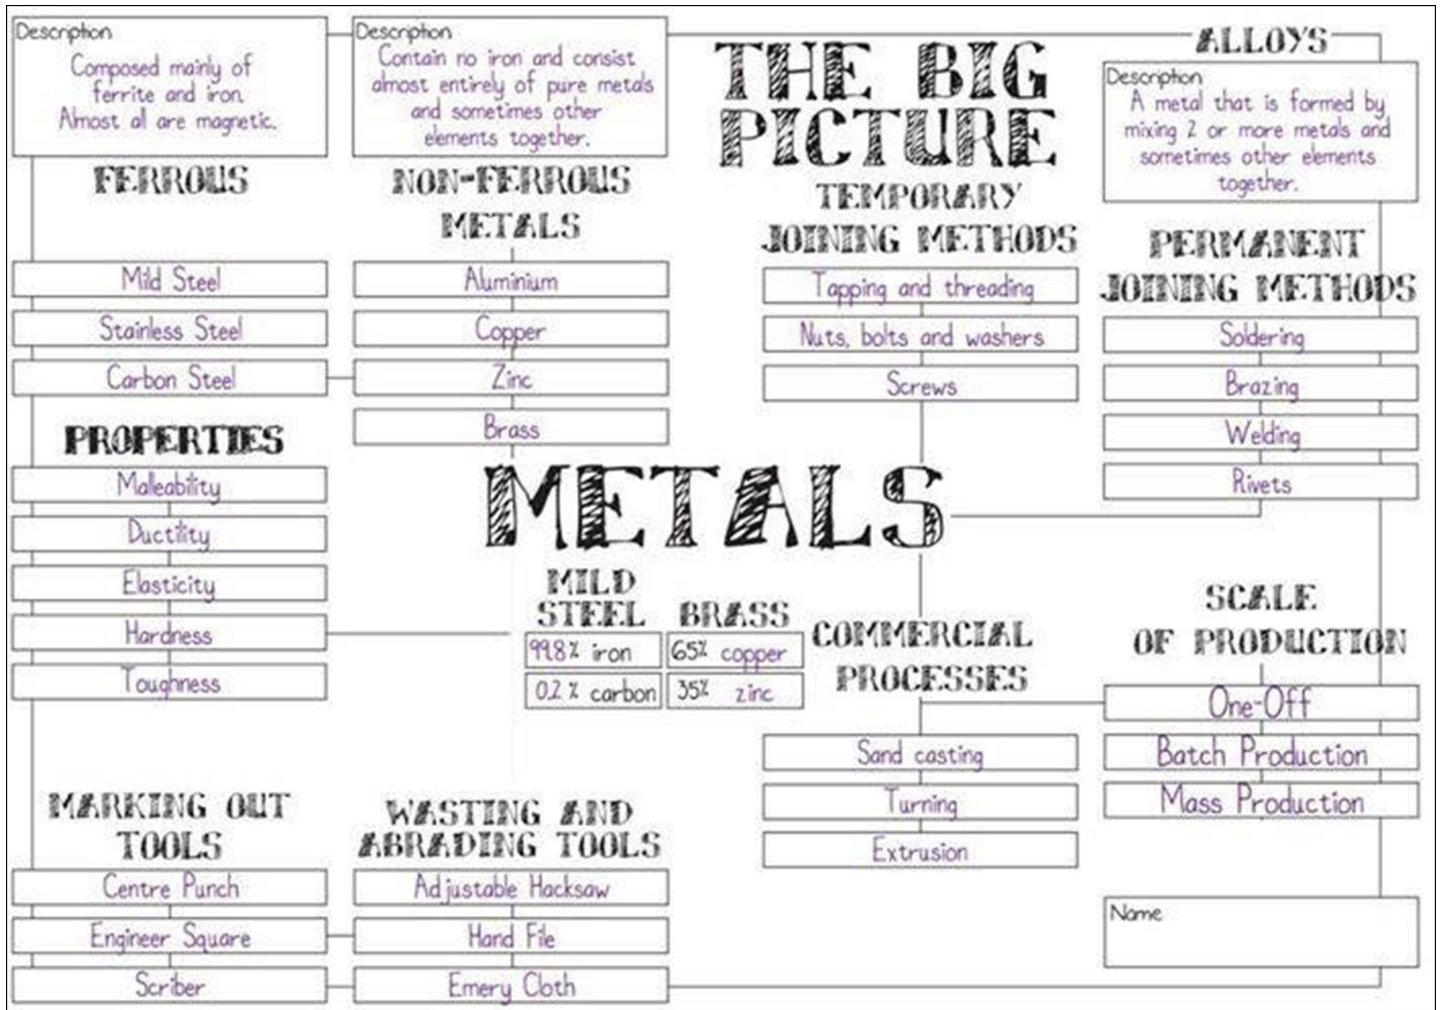 Description
Composed mainly of
ferrite and iron.
Almost all are magnetic.
FERROUS
Description
Contain no iron and consist
almost entirely of pure metals
and sometimes other
elements together.
NON-FERROUS
METALS
THE BIG
PICTURE
ALLOYS
Description
A metal that is formed by
mixing 2 or more metals and
sometimes other elements
together.
Mild Steel
Stainless Steel
Carbon Steel
Aluminium
Copper
Zinc
Brass
TEMPORARY
JOINING METHODS
Tapping and threading
Nuts, bolts and washers
Screws
PERMANENT
JOINING METHODS
Soldering
Brazing
Welding
Rivets
PROPERTIES
Malleability
Ductility
Elasticity
Hardness
Toughness
METALS
MILD
STEEL
99.8% iron
0.2 % carbon
BRASS
65% copper
35% zinc
COMMERCIAL
PROCESSES
Sand casting
Turning
Extrusion
SCALE
OF PRODUCTION
One-Off
Batch Production
Mass Production
MARKING OUT
TOOLS
Centre Punch
Engineer Square
Scriber
WASTING AND
ABRADING TOOLS
Adjustable Hacksaw
Hand File
Emery Cloth
Name